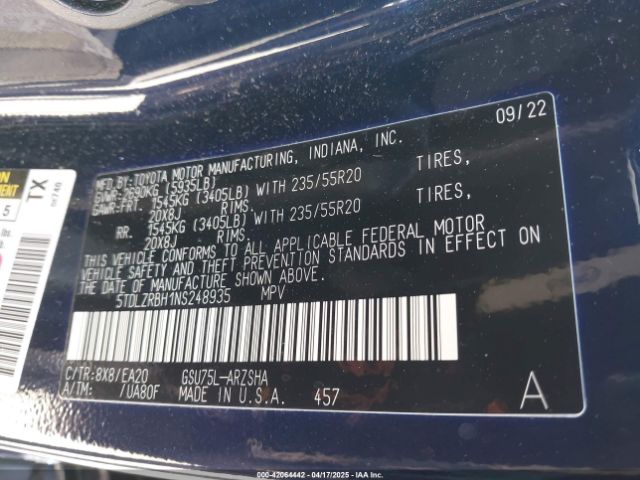 09/22
MFD.BY:TOYOTA MOTOR MANUFACTURING, INDIANA, INC.
GVWR 2690KG (5935LB)
GAWR-FRT. 1545KG (3405LB) WITH 235/55R20 TIRES,
20X8J RIMS.
RR. 1545KG (3405LB) WITH 235/55R20 TIRES,
20X8J RIMS.
THIS VEHICLE CONFORMS TO ALL APPLICABLE FEDERAL MOTOR
VEHICLE SAFETY AND THEFT PREVENTION STANDARDS IN EFFECT ON
THE DATE OF MANUFACTURE SHOWN ABOVE.
5TDLZRBH1NS248935 MPV
C/TR:8X8/EA20 GSU75L-ARZSHA
A/TM: /UA80F MADE IN U.S.A. 457 A
TX
5
© 000-42064442 - 04/17/2025 - IAA Inc.